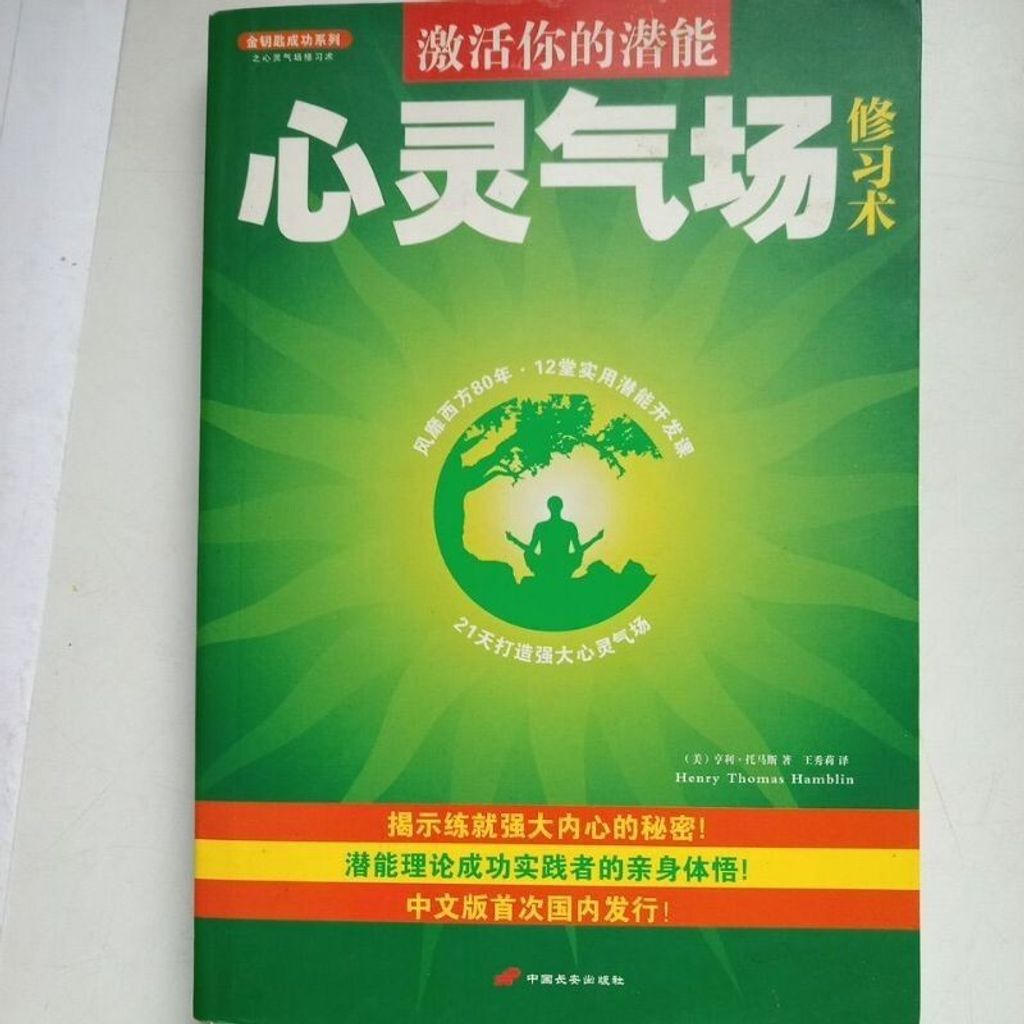 金钥匙成功系列
之心灵气场修习术
激活你的潜能
心灵气场
修习术
风靡西方80年·12堂实用潜能开发课
21天打造强大心灵气场
(美)亨利·托马斯 著 王秀莉 译
Henry Thomas Hamblin
揭示练就强大内心的秘密!
潜能理论成功实践者的亲身体悟!
中文版首次国内发行!
中国长安出版社